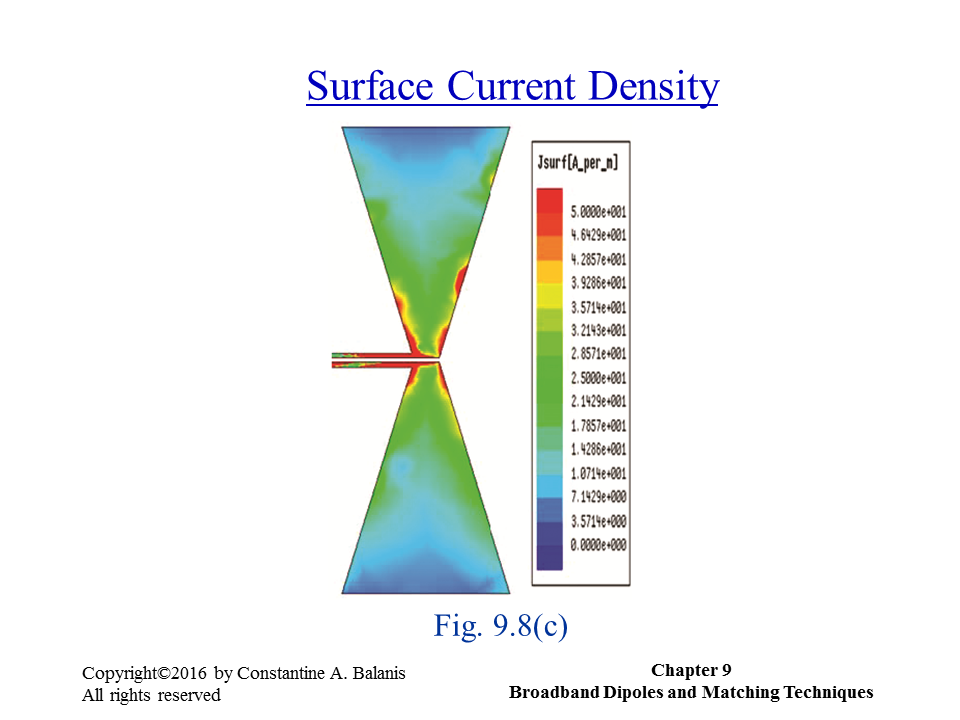 Surface Current Density
Jsurf[A_per_m]
5.0000e+001
4.6429e+001
4.2857e+001
3.9286e+001
3.5714e+001
3.2143e+001
2.8571e+001
2.5000e+001
2.1429e+001
1.7857e+001
1.4286e+001
1.0714e+001
7.1429e+000
3.5714e+000
0.0000e+000
Fig. 9.8(c)
Copyright©2016 by Constantine A. Balanis
All rights reserved
Chapter 9
Broadband Dipoles and Matching Techniques